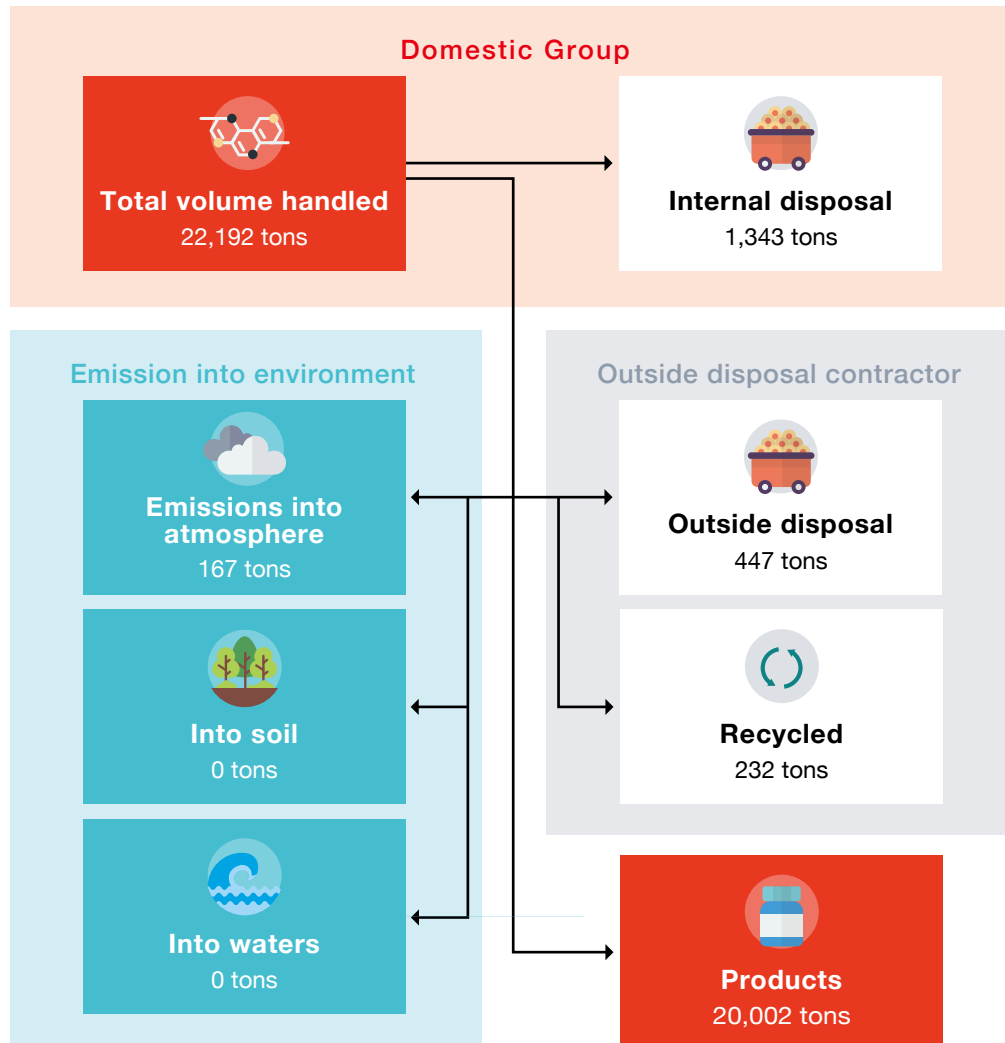 Domestic Group
Total volume handled
22,192 tons
Internal disposal
1,343 tons
Emission into environment
Emissions into
atmosphere
167 tons
Into soil
0 tons
Into waters
0 tons
Outside disposal contractor
Outside disposal
447 tons
Recycled
232 tons
Products
20,002 tons